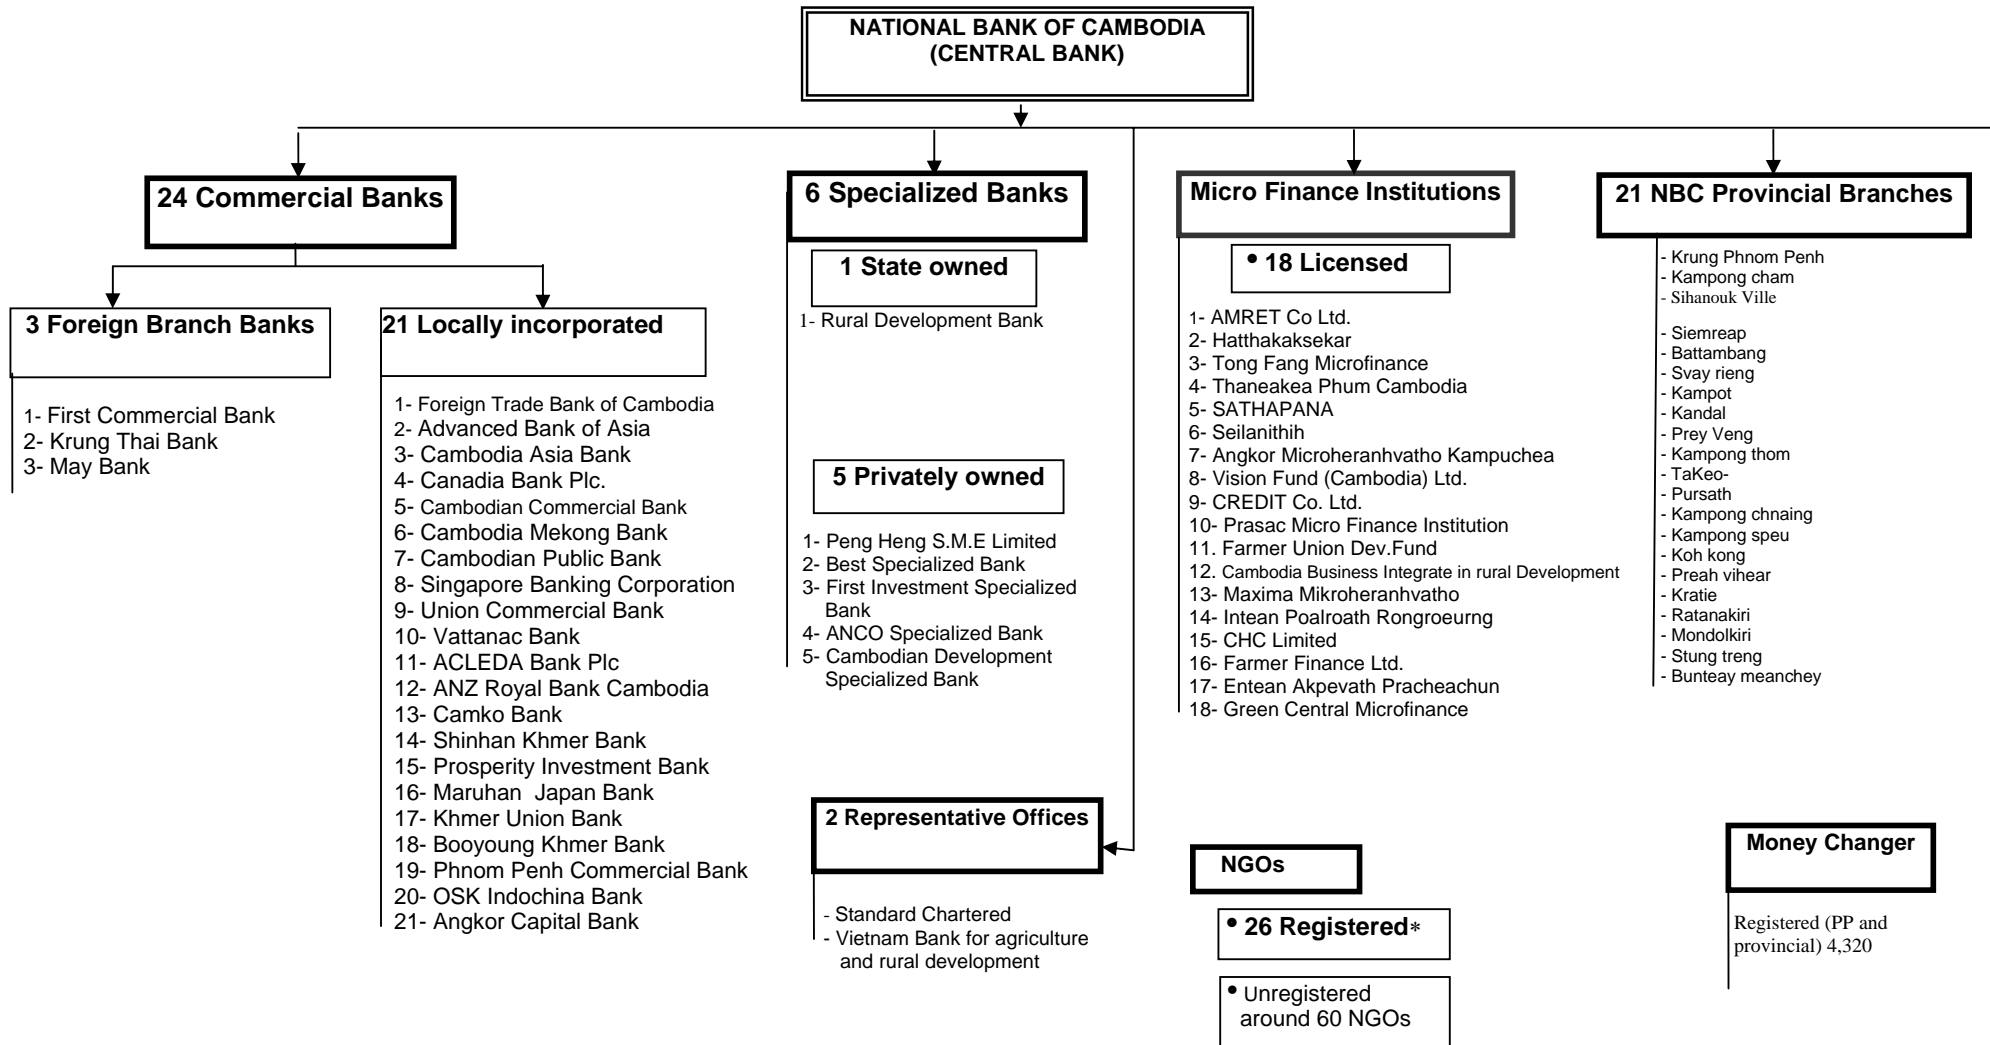 NATIONAL BANK OF CAMBODIA
(CENTRAL BANK)
24 Commercial Banks
3 Foreign Branch Banks
1- First Commercial Bank
2- Krung Thai Bank
3- May Bank
21 Locally incorporated
1- Foreign Trade Bank of Cambodia
2- Advanced Bank of Asia
3- Cambodia Asia Bank
4- Canadia Bank Plc.
5- Cambodian Commercial Bank
6- Cambodia Mekong Bank
7- Cambodian Public Bank
8- Singapore Banking Corporation
9- Union Commercial Bank
10- Vattanac Bank
11- ACLEDA Bank Plc
12- ANZ Royal Bank Cambodia
13- Camko Bank
14- Shinhan Khmer Bank
15- Prosperity Investment Bank
16- Maruhan Japan Bank
17- Khmer Union Bank
18- Booyoung Khmer Bank
19- Phnom Penh Commercial Bank
20- OSK Indochina Bank
21- Angkor Capital Bank
6 Specialized Banks
1 State owned
1- Rural Development Bank
5 Privately owned
1- Peng Heng S.M.E Limited
2- Best Specialized Bank
3- First Investment Specialized
Bank
4- ANCO Specialized Bank
5- Cambodian Development
Specialized Bank
2 Representative Offices
- Standard Chartered
- Vietnam Bank for agriculture
and rural development
Micro Finance Institutions
• 18 Licensed
1- AMRET Co Ltd.
2- Hatthakaksekar
3- Tong Fang Microfinance
4- Thaneakea Phum Cambodia
5- SATHAPANA
6- Seilanithih
7- Angkor Microheranhvatho Kampuchea
8- Vision Fund (Cambodia) Ltd.
9- CREDIT Co. Ltd.
10- Prasac Micro Finance Institution
11. Farmer Union Dev.Fund
12. Cambodia Business Integrate in rural Development
13- Maxima Mikroheranhvatho
14- Intean Poalroath Rongroeurng
15- CHC Limited
16- Farmer Finance Ltd.
17- Entean Akpevath Pracheachun
18- Green Central Microfinance
NGOs
• 26 Registered*
• Unregistered
around 60 NGOs
21 NBC Provincial Branches
- Krung Phnom Penh
- Kampong cham
- Sihanouk Ville
- Siemreap
- Battambang
- Svay rieng
- Kampot
- Kandal
- Prey Veng
- Kampong thom
- TaKeo-
- Pursath
- Kampong chnaing
- Kampong speu
- Koh kong
- Preah vihear
- Kratie
- Ratanakiri
- Mondolkiri
- Stung treng
- Bunteay meanchey
Money Changer
Registered (PP and
provincial) 4,320